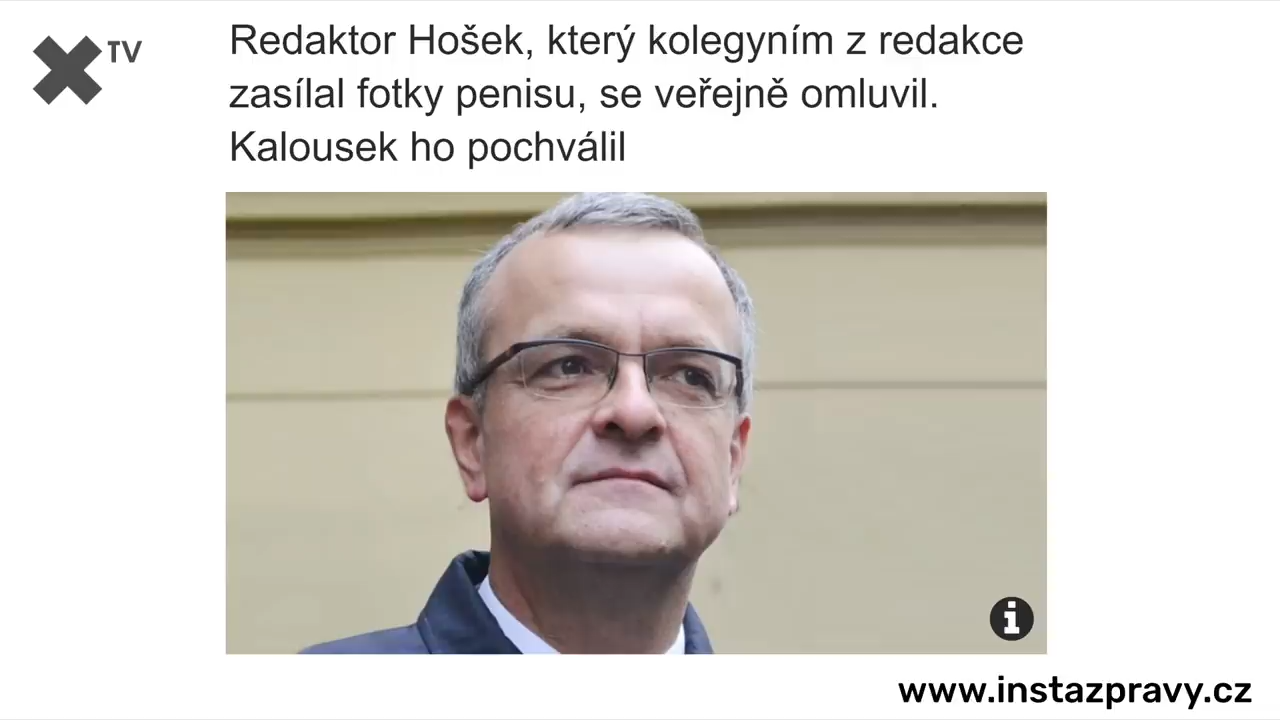 TV
Redaktor Hošek, který kolegyním z redakce
zasílal fotky penisu, se veřejně omluvil.
Kalousek ho pochválil
i
www.instazpravy.cz